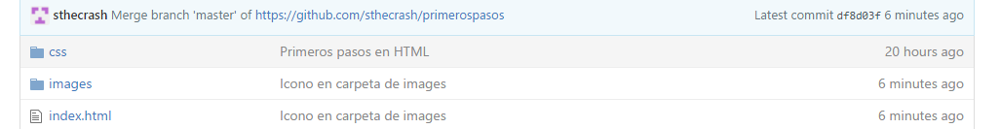 sthecrash Merge branch 'master' of https://github.com/sthecrash/primerospasos Latest commit df8d03f 6 minutes ago
css Primeros pasos en HTML 20 hours ago
images Icono en carpeta de images 6 minutes ago
index.html Icono en carpeta de images 6 minutes ago